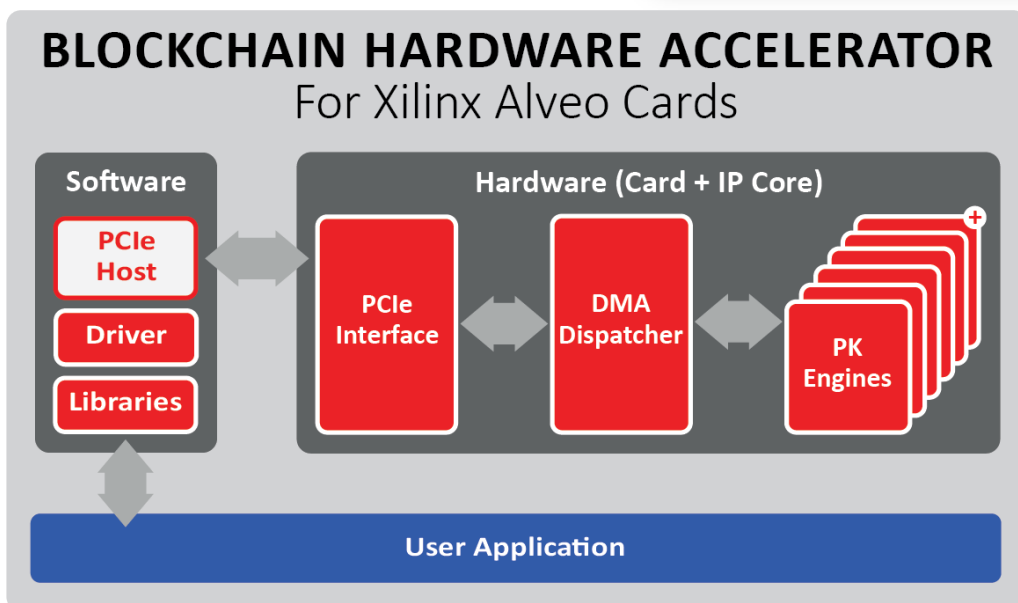 BLOCKCHAIN HARDWARE ACCELERATOR
For Xilinx Alveo Cards
Software
PCIe
Host
Driver
Libraries
Hardware (Card + IP Core)
PCIe
Interface
DMA
Dispatcher
+
PK
Engines
User Application